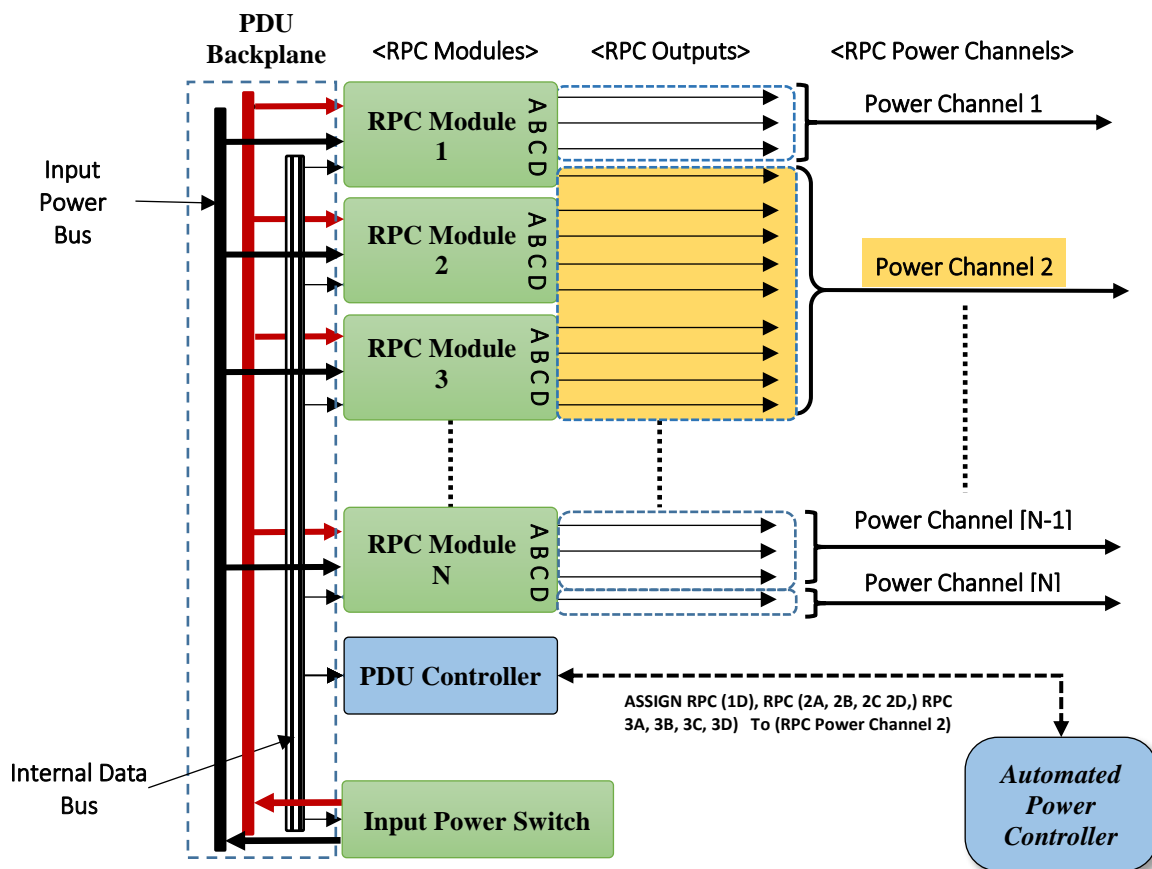 PDU
Backplane
<RPC Modules>
<RPC Outputs>
<RPC Power Channels>
Input
Power
Bus
RPC Module
1
A B C D
Power Channel 1
RPC Module
2
A B C D
Power Channel 2
RPC Module
3
A B C D
RPC Module
N
A B C D
Power Channel [N-1]
Power Channel [N]
PDU Controller
ASSIGN RPC (1D), RPC (2A, 2B, 2C 2D,) RPC
3A, 3B, 3C, 3D) To (RPC Power Channel 2)
Internal Data
Bus
Input Power Switch
Automated
Power
Controller